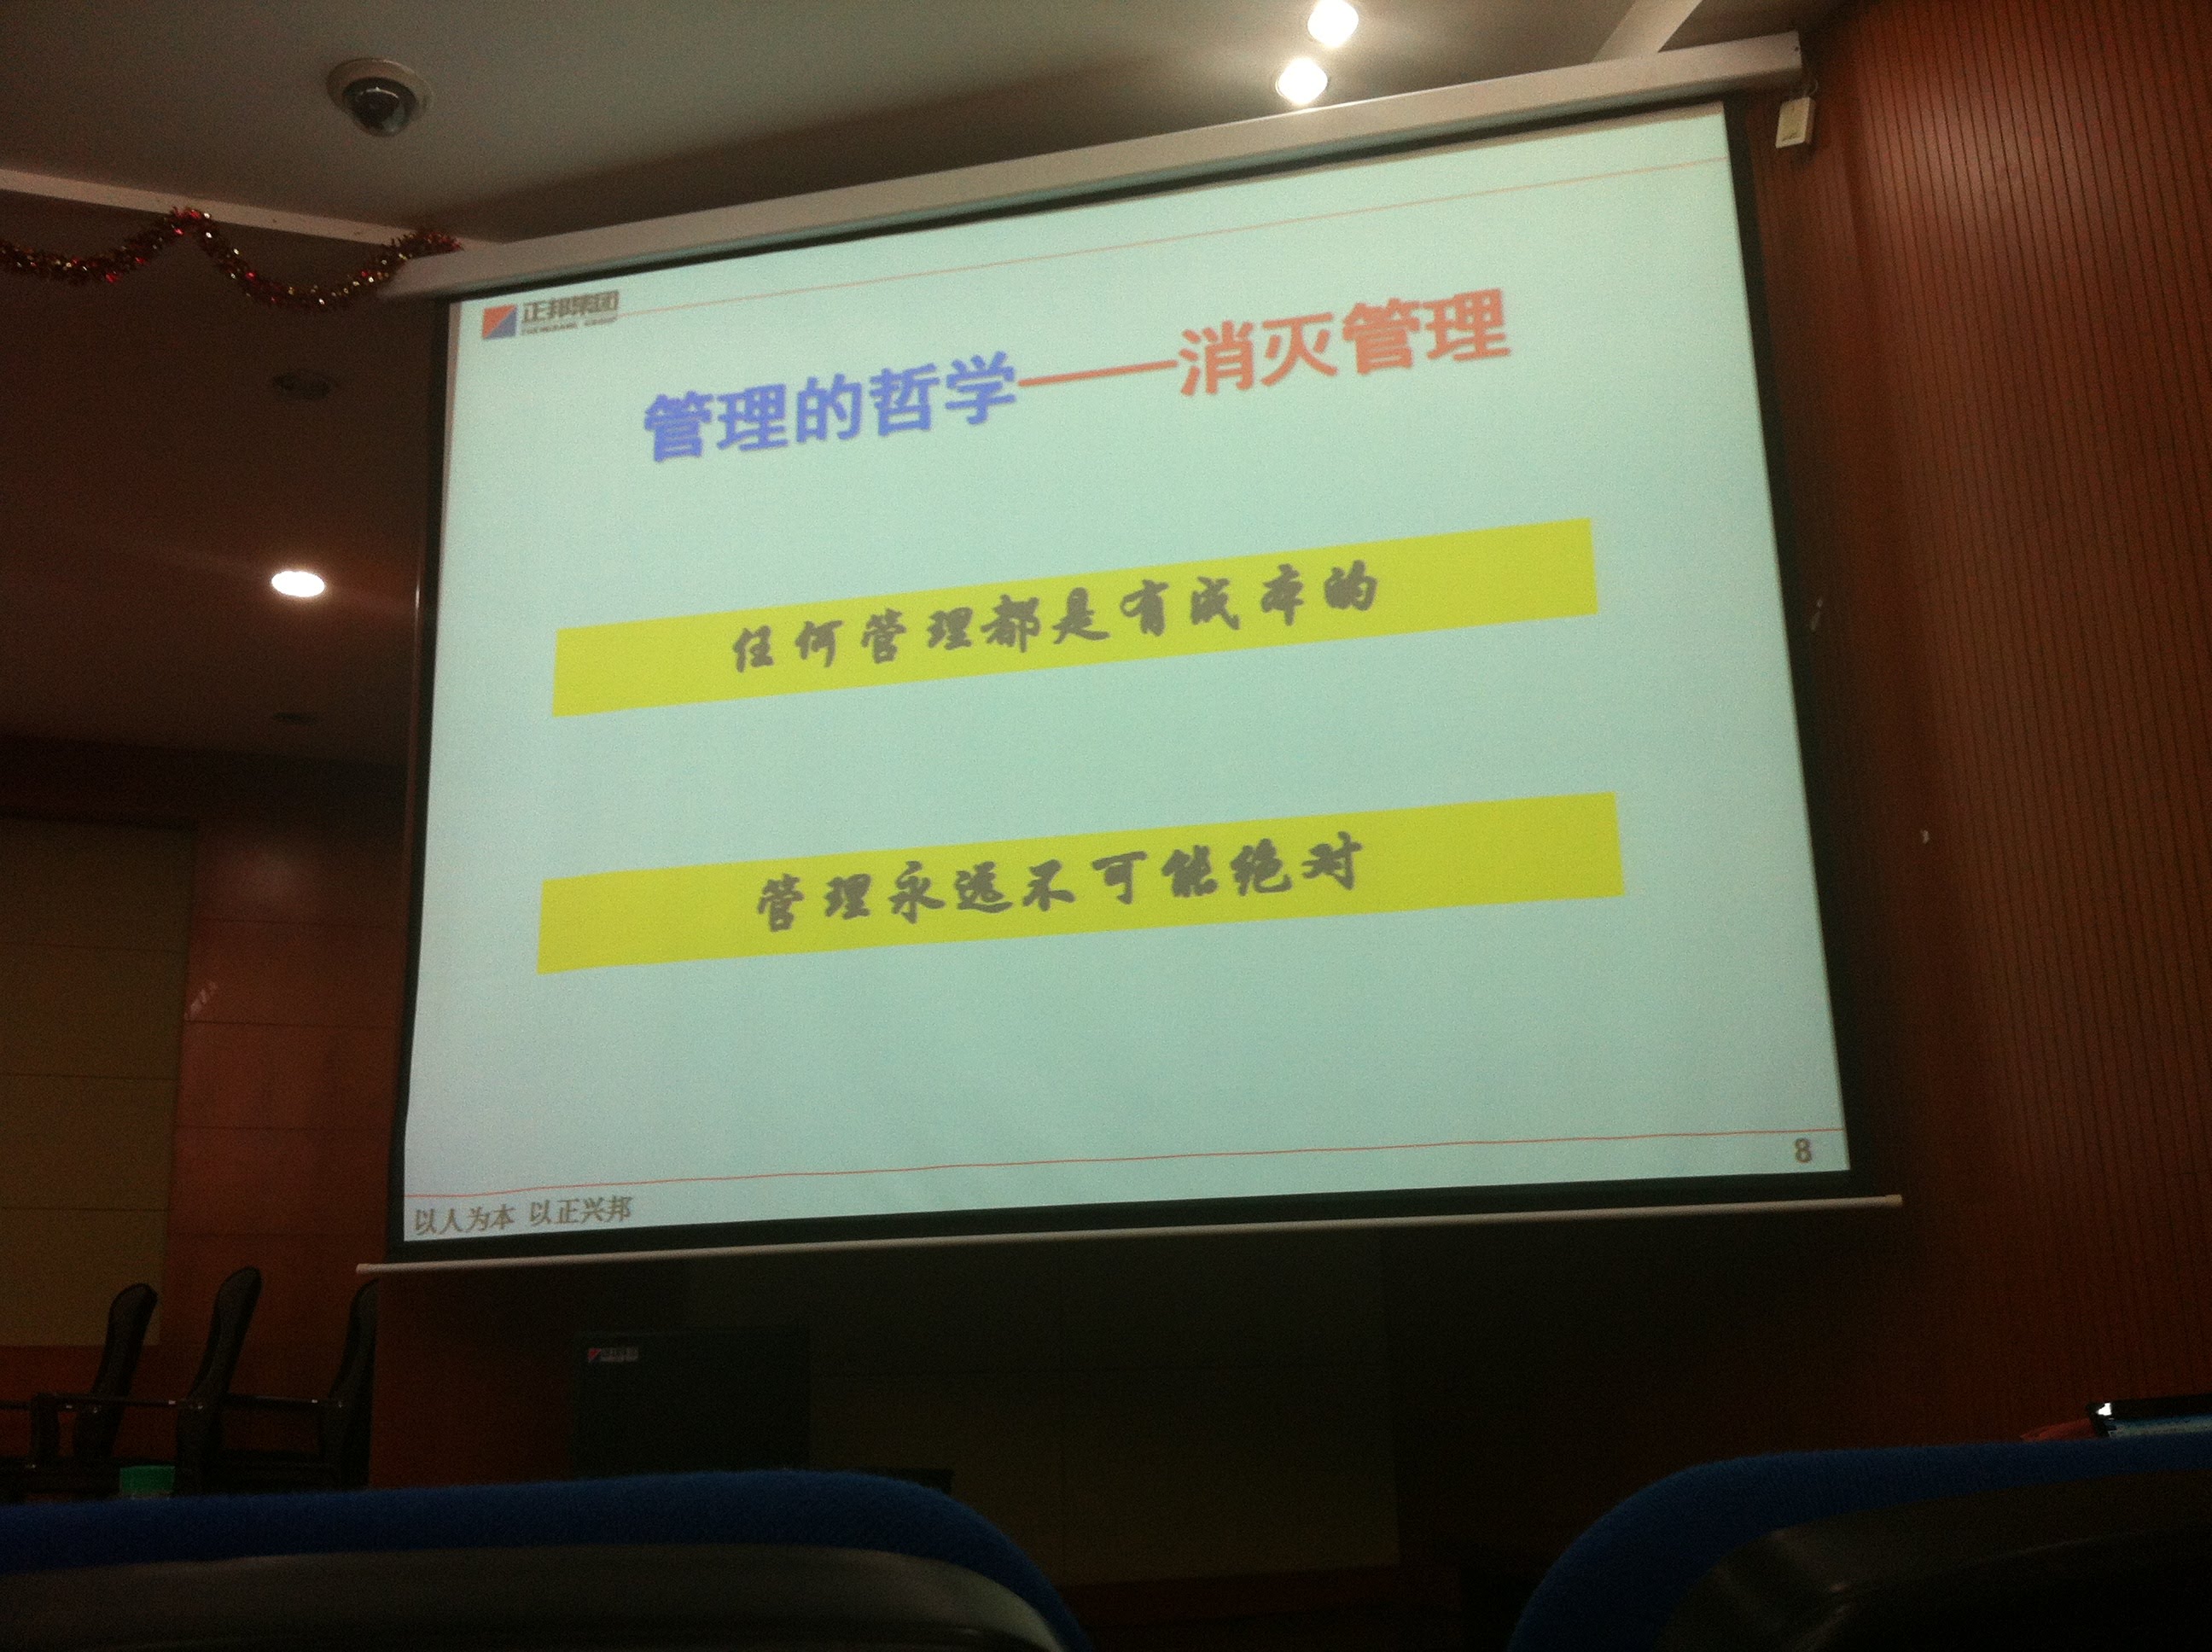 正邦集团
ZHENGBANG GROUP
管理的哲学——消灭管理
任何管理都是有成本的
管理永远不可能绝对
8
以人为本 以正兴邦